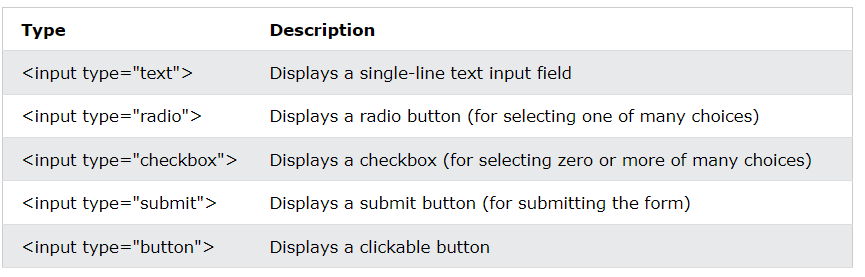 Type Description
<input type="text"> Displays a single-line text input field
<input type="radio"> Displays a radio button (for selecting one of many choices)
<input type="checkbox"> Displays a checkbox (for selecting zero or more of many choices)
<input type="submit"> Displays a submit button (for submitting the form)
<input type="button"> Displays a clickable button